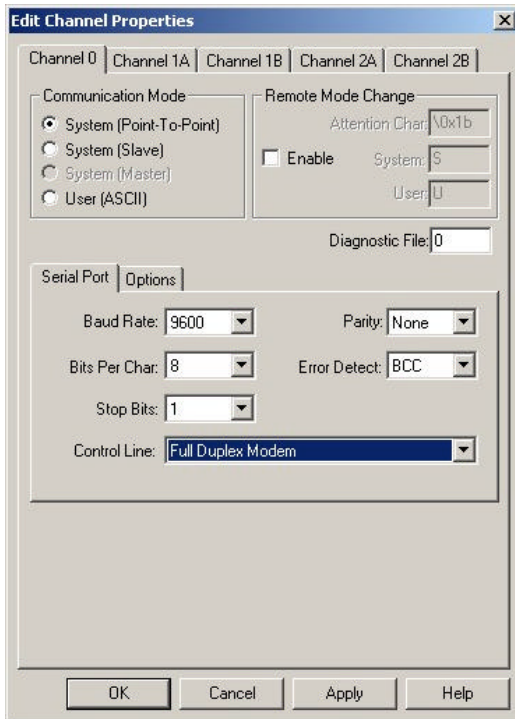 Edit Channel Properties
Channel 0 Channel 1A Channel 1B Channel 2A Channel 2B
Communication Mode
System (Point-To-Point)
System (Slave)
System (Master)
User (ASCII)
Remote Mode Change
Attention Char: \0x1b
Enable System: S
User: U
Diagnostic File: 0
Serial Port Options
Baud Rate: 9600 Parity: None
Bits Per Char: 8 Error Detect: BCC
Stop Bits: 1
Control Line: Full Duplex Modem
OK Cancel Apply Help